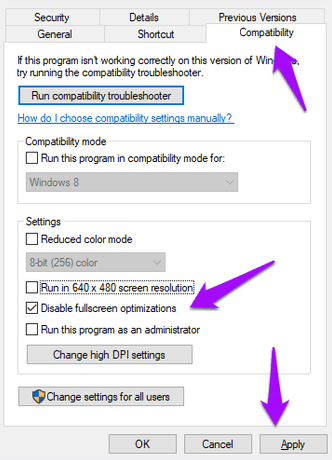 Security Details Previous Versions
General Shortcut Compatibility
If this program isn't working correctly on this version of Windows,
try running the compatibility troubleshooter.
Run compatibility troubleshooter
How do I choose compatibility settings manually?
Compatibility mode
Run this program in compatibility mode for:
Windows 8
Settings
Reduced color mode
8-bit (256) color
Run in 640 x 480 screen resolution
Disable fullscreen optimizations
Run this program as an administrator
Change high DPI settings
Change settings for all users
OK Cancel Apply